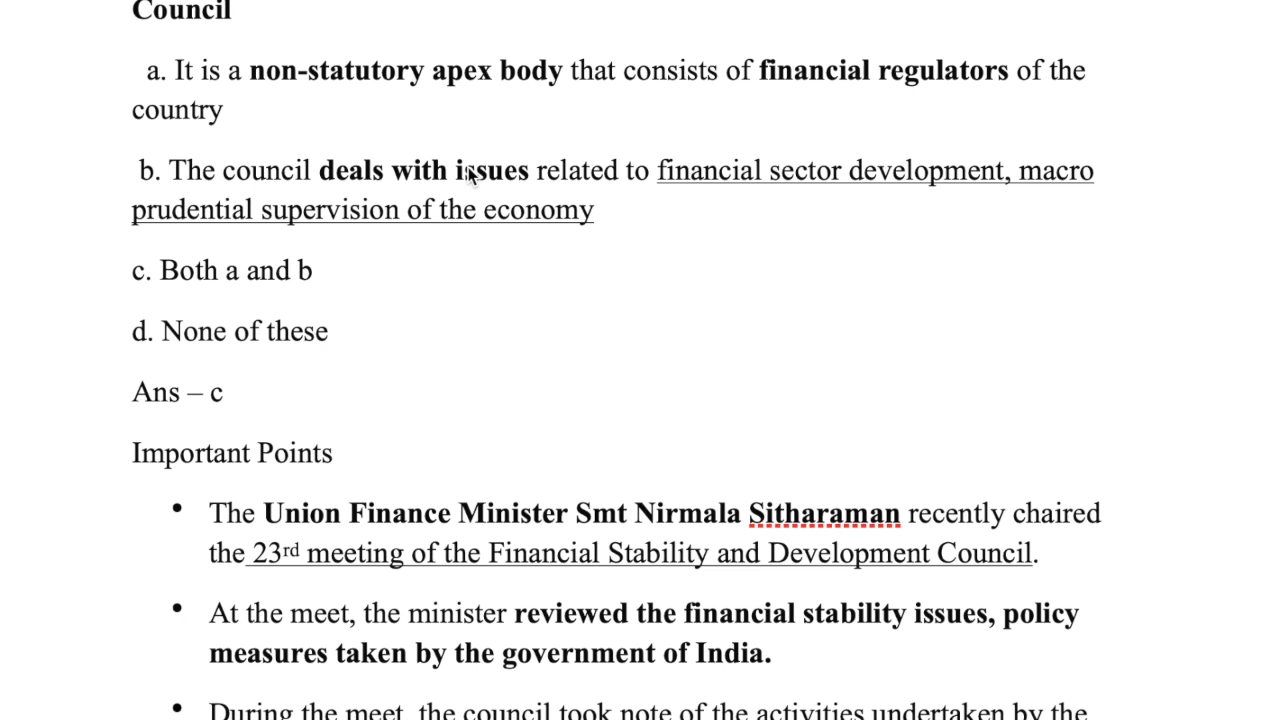 Council
a. It is a non-statutory apex body that consists of financial regulators of the
country
b. The council deals with issues related to financial sector development, macro
prudential supervision of the economy
c. Both a and b
d. None of these
Ans – c
Important Points
• The Union Finance Minister Smt Nirmala Sitharaman recently chaired
the 23rd meeting of the Financial Stability and Development Council.
• At the meet, the minister reviewed the financial stability issues, policy
measures taken by the government of India.
• During the meet, the council took note of the activities undertaken by the